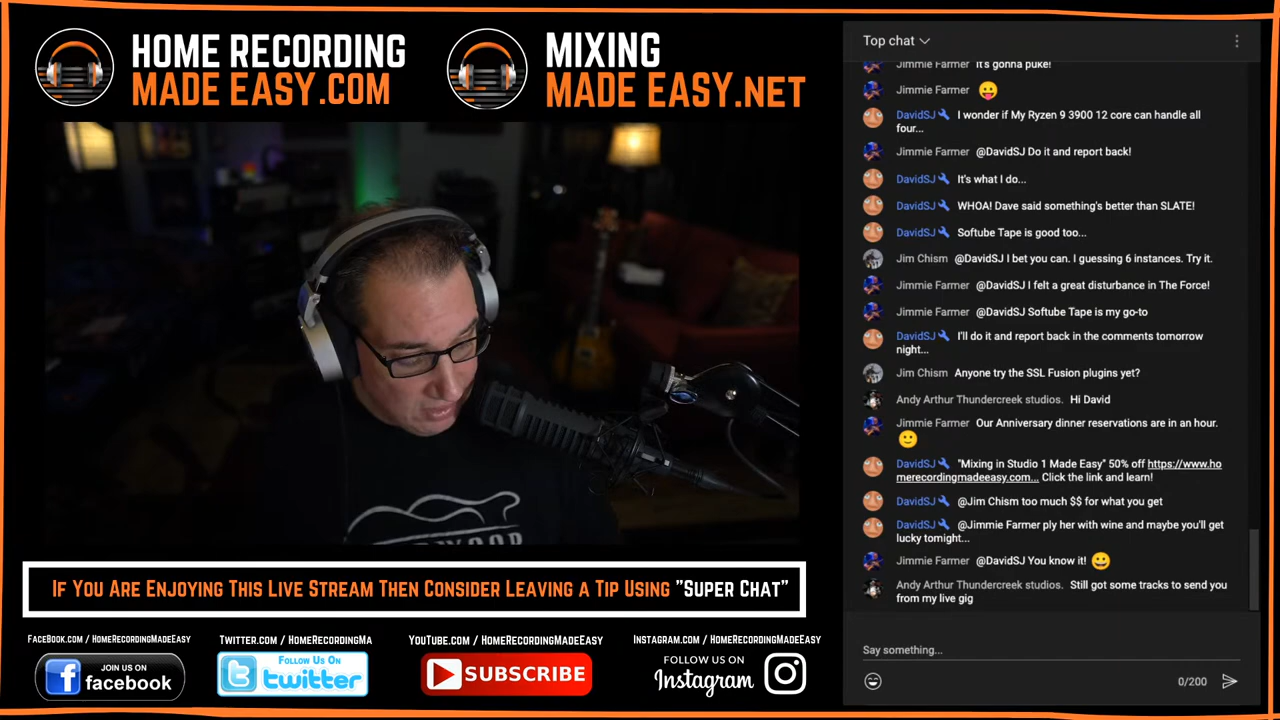 HOME RECORDING
MADE EASY.COM
MIXING
MADE EASY.NET
IF YOU ARE ENJOYING THIS LIVE STREAM THEN CONSIDER LEAVING A TIP USING "SUPER CHAT"
FACEBOOK.COM / HOMERECORDINGMADEEASY
JOIN US ON
facebook
TWITTER.COM / HOMERECORDINGMA
FOLLOW US ON
twitter
YOUTUBE.COM / HOMERECORDINGMADEEASY
SUBSCRIBE
INSTAGRAM.COM / HOMERECORDINGMADEEASY
FOLLOW US ON
Instagram
Top chat
Jimmie Farmer It's gonna puke!
Jimmie Farmer 😛
DavidSJ I wonder if My Ryzen 9 3900 12 core can handle all
four...
Jimmie Farmer @DavidSJ Do it and report back!
DavidSJ It's what I do...
DavidSJ WHOA! Dave said something's better than SLATE!
DavidSJ Softube Tape is good too...
Jim Chism @DavidSJ I bet you can. I guessing 6 instances. Try it.
Jimmie Farmer @DavidSJ I felt a great disturbance in The Force!
Jimmie Farmer @DavidSJ Softube Tape is my go-to
DavidSJ I'll do it and report back in the comments tomorrow
night...
Jim Chism Anyone try the SSL Fusion plugins yet?
Andy Arthur Thundercreek studios. Hi David
Jimmie Farmer Our Anniversary dinner reservations are in an hour.
🙂
DavidSJ "Mixing in Studio 1 Made Easy" 50% off https://www.ho
merecordingmadeeasy.com... Click the link and learn!
DavidSJ @Jim Chism too much $$ for what you get
DavidSJ @Jimmie Farmer ply her with wine and maybe you'll get
lucky tomight...
Jimmie Farmer @DavidSJ You know it! 😀
Andy Arthur Thundercreek studios. Still got some tracks to send you
from my live gig
Say something...
0/200